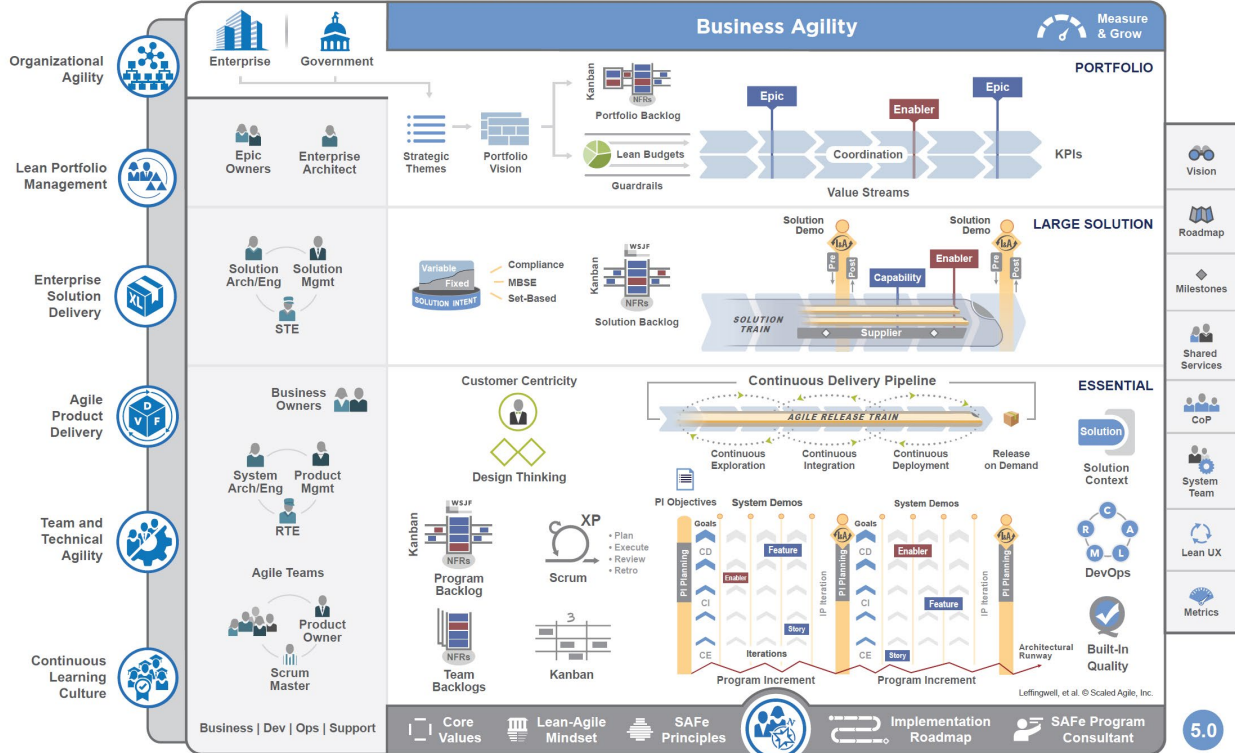 Business Agility
Measure
& Grow
Enterprise
Government
Organizational
Agility
Lean Portfolio
Management
Enterprise
Solution
Delivery
XL
Agile
Product
Delivery
D
V
F
Team and
Technical
Agility
Continuous
Learning
Culture
PORTFOLIO
Epic
Owners
Enterprise
Architect
Strategic
Themes
Portfolio
Vision
Kanban
NFRs
Portfolio Backlog
Lean Budgets
Guardrails
Epic
Enabler
Epic
Coordination
KPIs
Value Streams
LARGE SOLUTION
Solution
Arch/Eng
Solution
Mgmt
STE
Variable
Fixed
SOLUTION INTENT
Compliance
MBSE
Set-Based
WSJF
Kanban
NFRs
Solution Backlog
Solution
Demo
I&A
Pre
Post
Capability
Enabler
Solution
Demo
I&A
Pre
Post
SOLUTION
TRAIN
Supplier
ESSENTIAL
Business
Owners
System
Arch/Eng
Product
Mgmt
RTE
Agile Teams
Product
Owner
Scrum
Master
Business | Dev | Ops | Support
Customer Centricity
Design Thinking
WSJF
Kanban
NFRs
Program
Backlog
XP
Scrum
• Plan
• Execute
• Review
• Retro
NFRs
Team
Backlogs
3
Kanban
Continuous Delivery Pipeline
AGILE RELEASE TRAIN
Continuous
Exploration
Continuous
Integration
Continuous
Deployment
Release
on Demand
PI Objectives
System Demos
System Demos
PI Planning
Goals
CD
CI
CE
Enabler
Feature
Story
Iterations
IP Iteration
I&A
PI Planning
Goals
CD
CI
CE
Enabler
Feature
Story
IP Iteration
I&A
PI Planning
Program Increment
Program Increment
Architectural
Runway
Solution
Solution
Context
C
A
L
M
R
DevOps
Built-In
Quality
Leffingwell, et al. © Scaled Agile, Inc.
Vision
Roadmap
Milestones
Shared
Services
CoP
System
Team
Lean UX
Metrics
Core
Values
Lean-Agile
Mindset
SAFe
Principles
N
Implementation
Roadmap
SAFe Program
Consultant
5.0